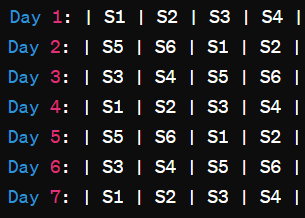 Day 1: | S1 | S2 | S3 | S4 |
Day 2: | S5 | S6 | S1 | S2 |
Day 3: | S3 | S4 | S5 | S6 |
Day 4: | S1 | S2 | S3 | S4 |
Day 5: | S5 | S6 | S1 | S2 |
Day 6: | S3 | S4 | S5 | S6 |
Day 7: | S1 | S2 | S3 | S4 |